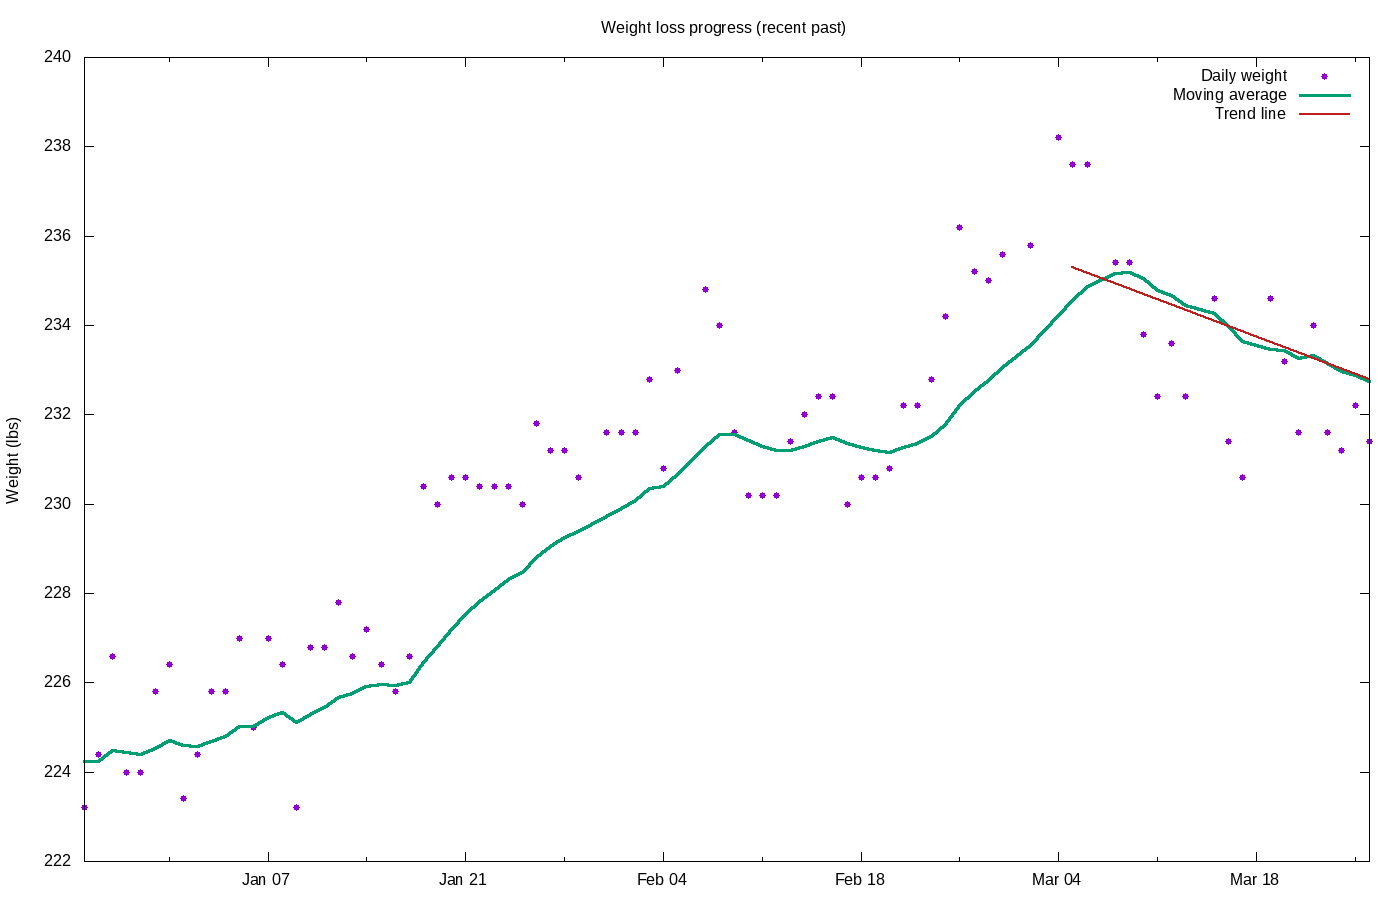 Weight loss progress (recent past)
240
238
236
234
232
230
228
226
224
222
Weight (lbs)
Daily weight
Moving average
Trend line
Jan 07
Jan 21
Feb 04
Feb 18
Mar 04
Mar 18